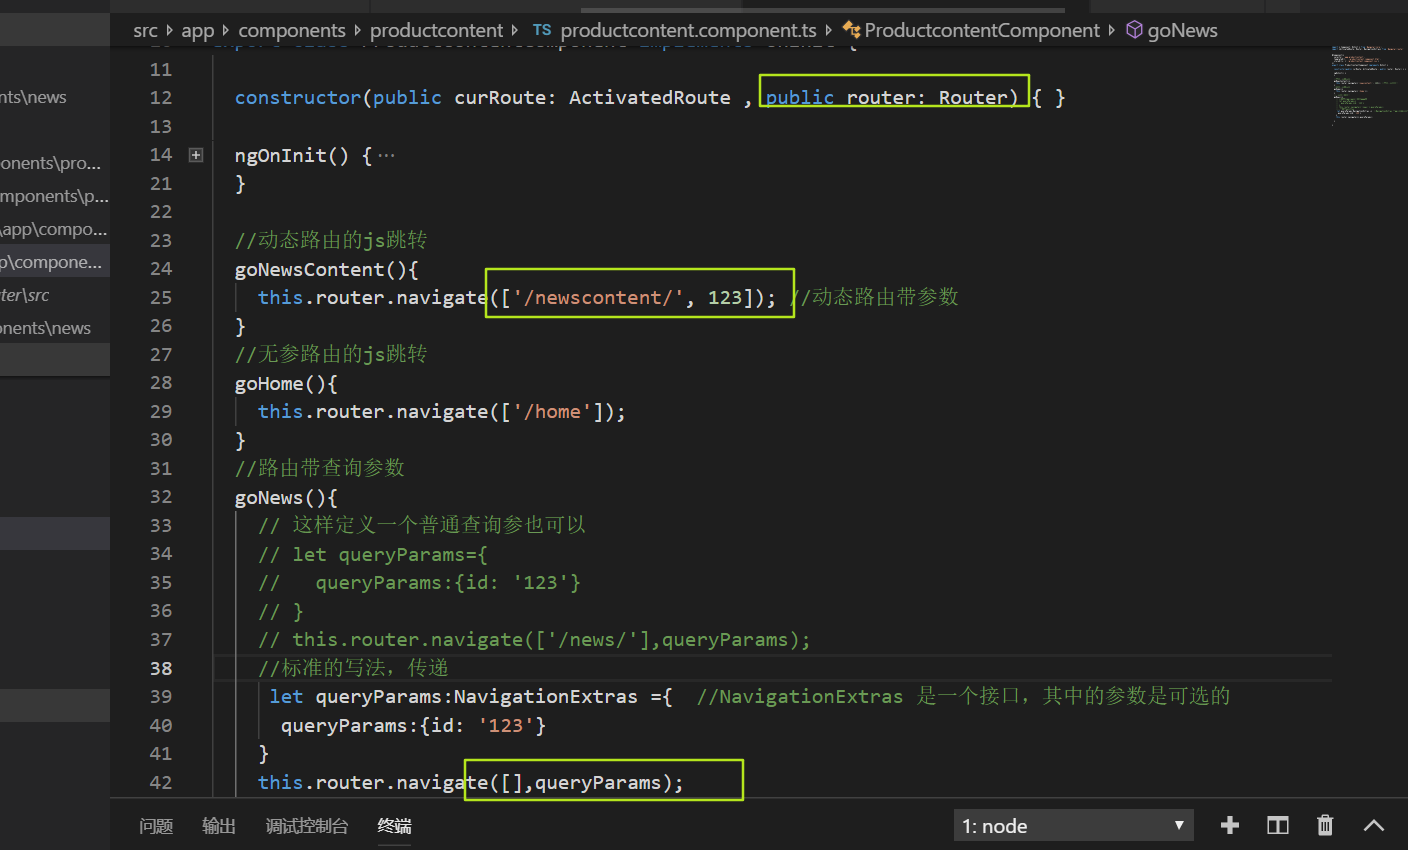 src app components productcontent TS productcontent.component.ts ProductcontentComponent goNews
11
12 constructor(public curRoute: ActivatedRoute , public router: Router) { }
13
14 ngOnInit() {…
21 }
22
23 //动态路由的js跳转
24 goNewsContent(){
25 this.router.navigate(['/newscontent/', 123]); //动态路由带参数
26 }
27 //无参路由的js跳转
28 goHome(){
29 this.router.navigate(['/home']);
30 }
31 //路由带查询参数
32 goNews(){
33 // 这样定义一个普通查询参也可以
34 // let queryParams={
35 // queryParams:{id: '123'}
36 // }
37 // this.router.navigate(['/news/'],queryParams);
38 //标准的写法，传递
39 let queryParams:NavigationExtras ={ //NavigationExtras 是一个接口，其中的参数是可选的
40 queryParams:{id: '123'}
41 }
42 this.router.navigate([],queryParams);
nts\news
onents\pro...
mponents\p...
\app\compo...
p\compone...
ter\src
onents\news
问题 输出 调试控制台 终端 1: node